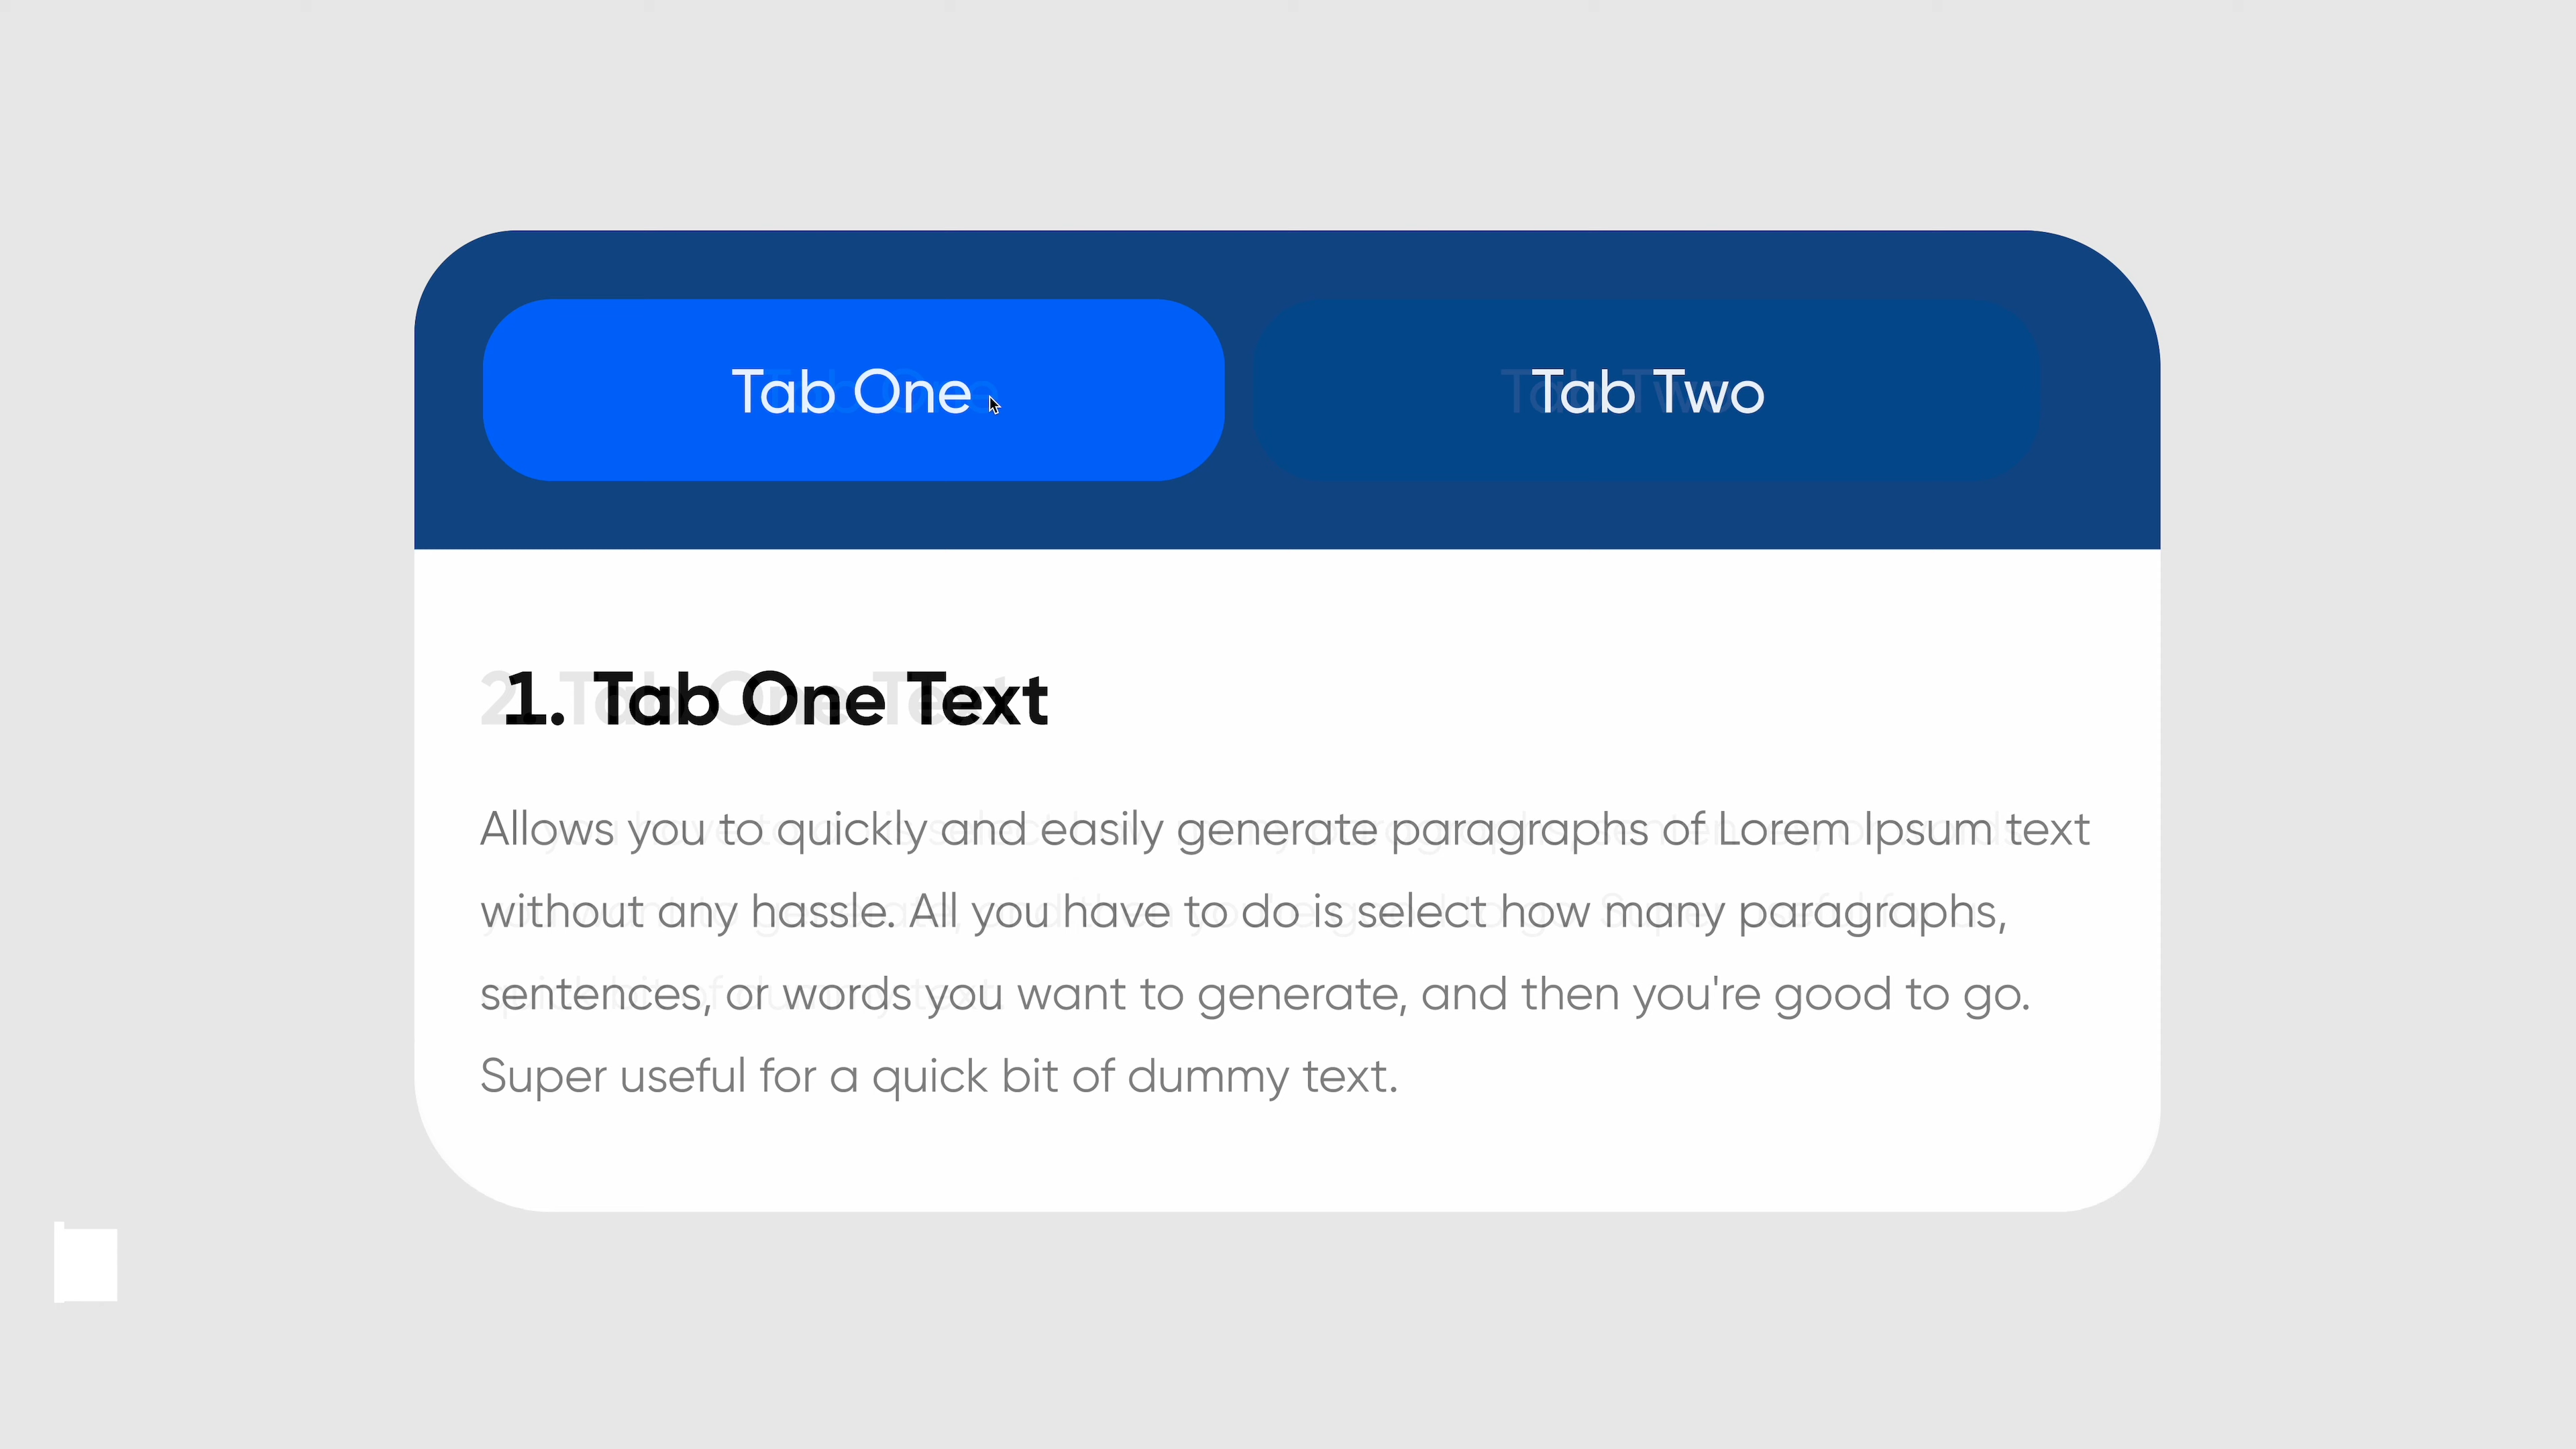 Tab One
Tab Two
1. Tab One Text
Allows you to quickly and easily generate paragraphs of Lorem Ipsum text
without any hassle. All you have to do is select how many paragraphs,
sentences, or words you want to generate, and then you're good to go.
Super useful for a quick bit of dummy text.